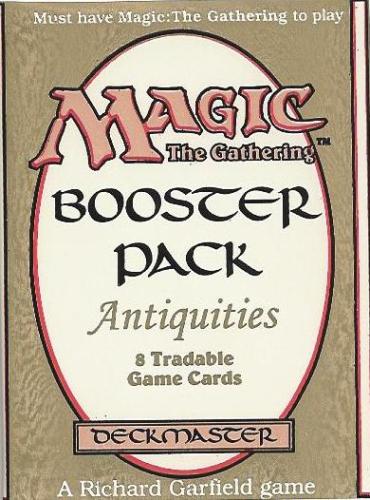 Must have Magic:The Gathering to play
MAGIC
The Gathering™
BOOSTER
PACK
Antiquities
8 Tradable
Game Cards
DECKMASTER
A Richard Garfield game